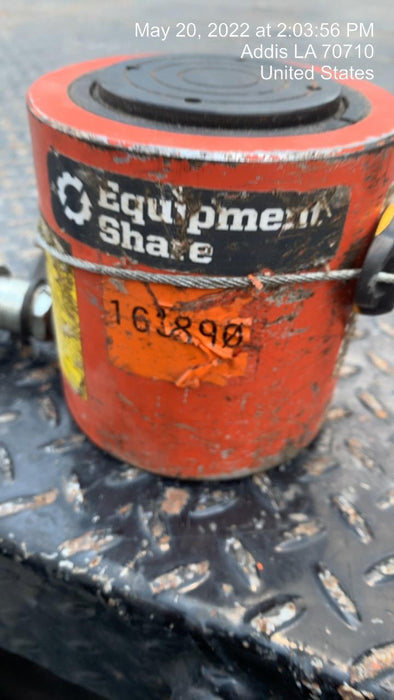 May 20, 2022 at 2:03:56 PM
Addis LA 70710
United States
Equipment
Share
163890